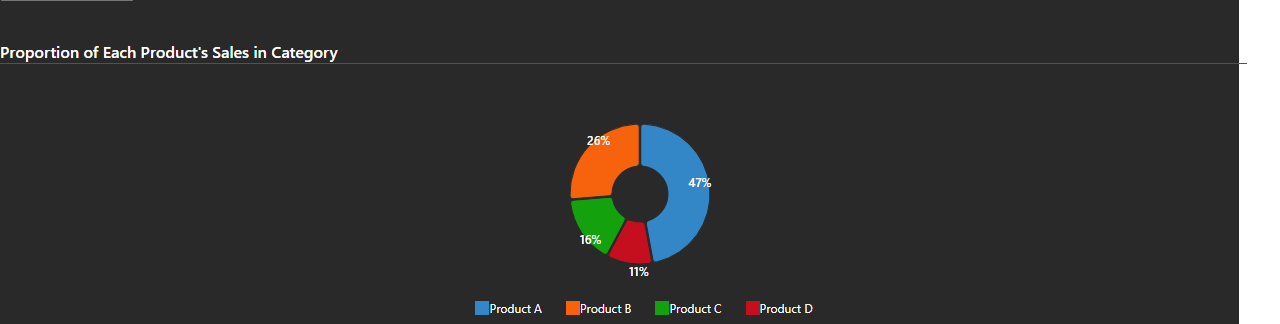 Proportion of Each Product's Sales in Category
26%
47%
16%
11%
Product A Product B Product C Product D